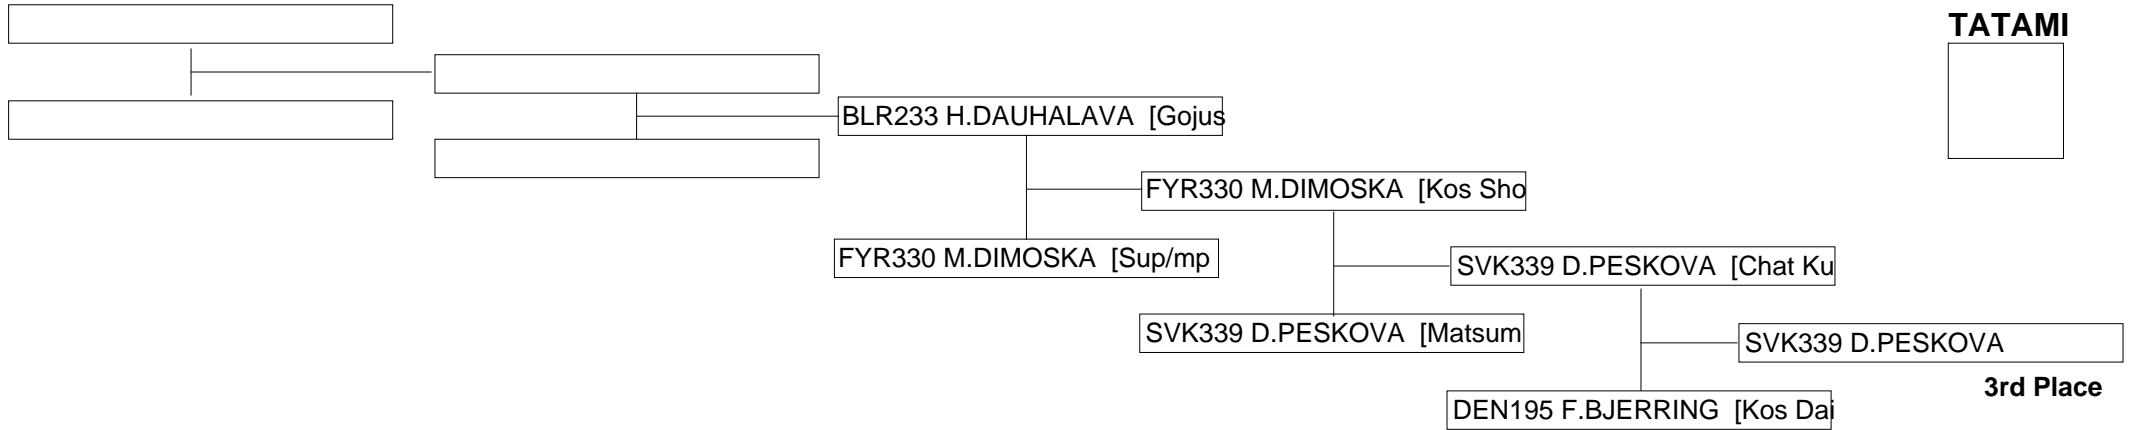 TATAMI
BLR233 H.DAUHALAVA [Gojus
FYR330 M.DIMOSKA [Kos Sho
FYR330 M.DIMOSKA [Sup/mp
SVK339 D.PESKOVA [Chat Ku
SVK339 D.PESKOVA [Matsum
SVK339 D.PESKOVA
3rd Place
DEN195 F.BJERRING [Kos Dai